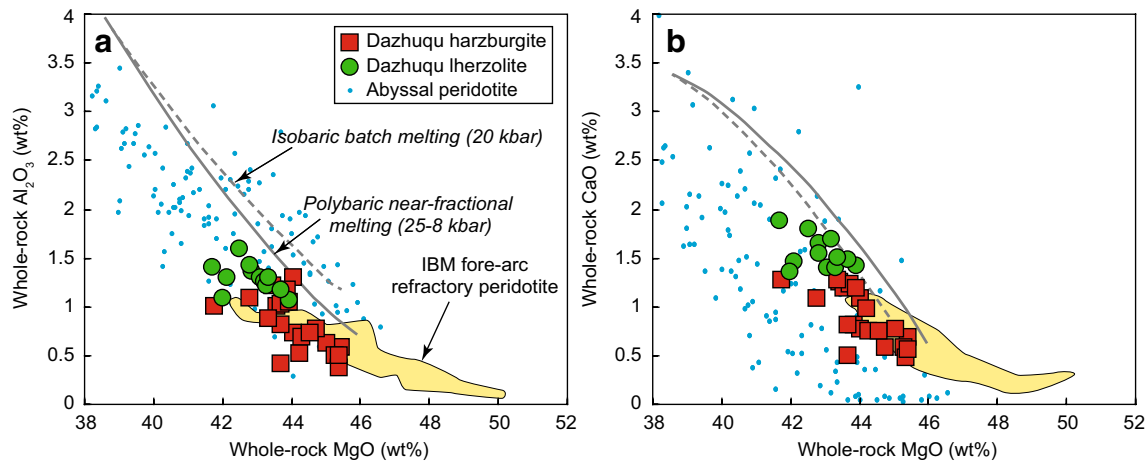 a
4
3.5
3
2.5
2
1.5
1
0.5
0
Whole-rock Al₂O₃ (wt%)
Dazhuqu harzburgite
Dazhuqu lherzolite
Abyssal peridotite
Isobaric batch melting (20 kbar)
Polybaric near-fractional
melting (25-8 kbar)
IBM fore-arc
refractory peridotite
38 40 42 44 46 48 50 52
Whole-rock MgO (wt%)
b
4
3.5
3
2.5
2
1.5
1
0.5
0
Whole-rock CaO (wt%)
38 40 42 44 46 48 50 52
Whole-rock MgO (wt%)